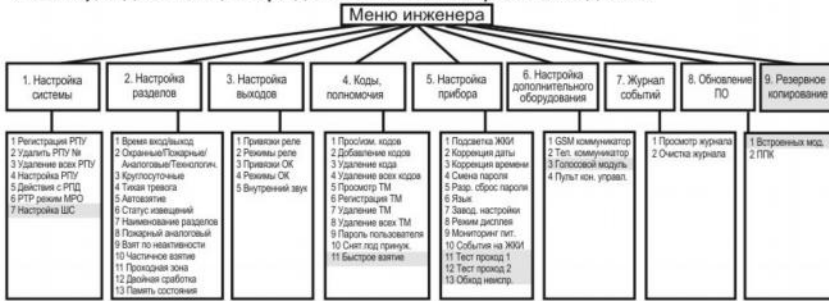 Меню инженера
1. Настройка
системы
2. Настройка
разделов
3. Настройка
выходов
4. Коды,
полномочия
5. Настройка
прибора
6. Настройка
дополнительного
оборудования
7. Журнал
событий
8. Обновление
ПО
9. Резервное
копирование
1 Регистрация РПУ
2 Удалить РПУ №
3 Удаление всех РПУ
4 Настройка РПУ
5 Действия с РПД
6 РТР режим МРО
7 Настройка ШС
1 Время вход/выход
2 Охранные/Пожарные/
Аналоговые/Технологич.
3 Круглосуточные
4 Тихая тревога
5 Автовзятие
6 Статус извещений
7 Наименование разделов
8 Пожарный аналоговый
9 Взят по неактивности
10 Частичное взятие
11 Проходная зона
12 Двойная сработка
13 Память состояния
1 Привязки реле
2 Режимы реле
3 Привязки ОК
4 Режимы ОК
5 Внутренний звук
1 Прос/изм. кодов
2 Добавление кодов
3 Удаление кода
4 Удаление всех кодов
5 Просмотр ТМ
6 Регистрация ТМ
7 Удаление ТМ
8 Удаление всех ТМ
9 Пароль пользователя
10 Снят.под принуж.
11 Быстрое взятие
1 Подсветка ЖКИ
2 Коррекция даты
3 Коррекция времени
4 Смена пароля
5 Разр. сброс пароля
6 Язык
7 Завод. настройки
8 Режим дисплея
9 Мониторинг пит.
10 События на ЖКИ
11 Тест проход 1
12 Тест проход 2
13 Обход неиспр.
1 GSM коммуникатор
2 Тел. коммуникатор
3 Голосовой модуль
4 Пульт кон. управл.
1 Просмотр журнала
2 Очистка журнала
1 Встроенных мод.
2 ППК